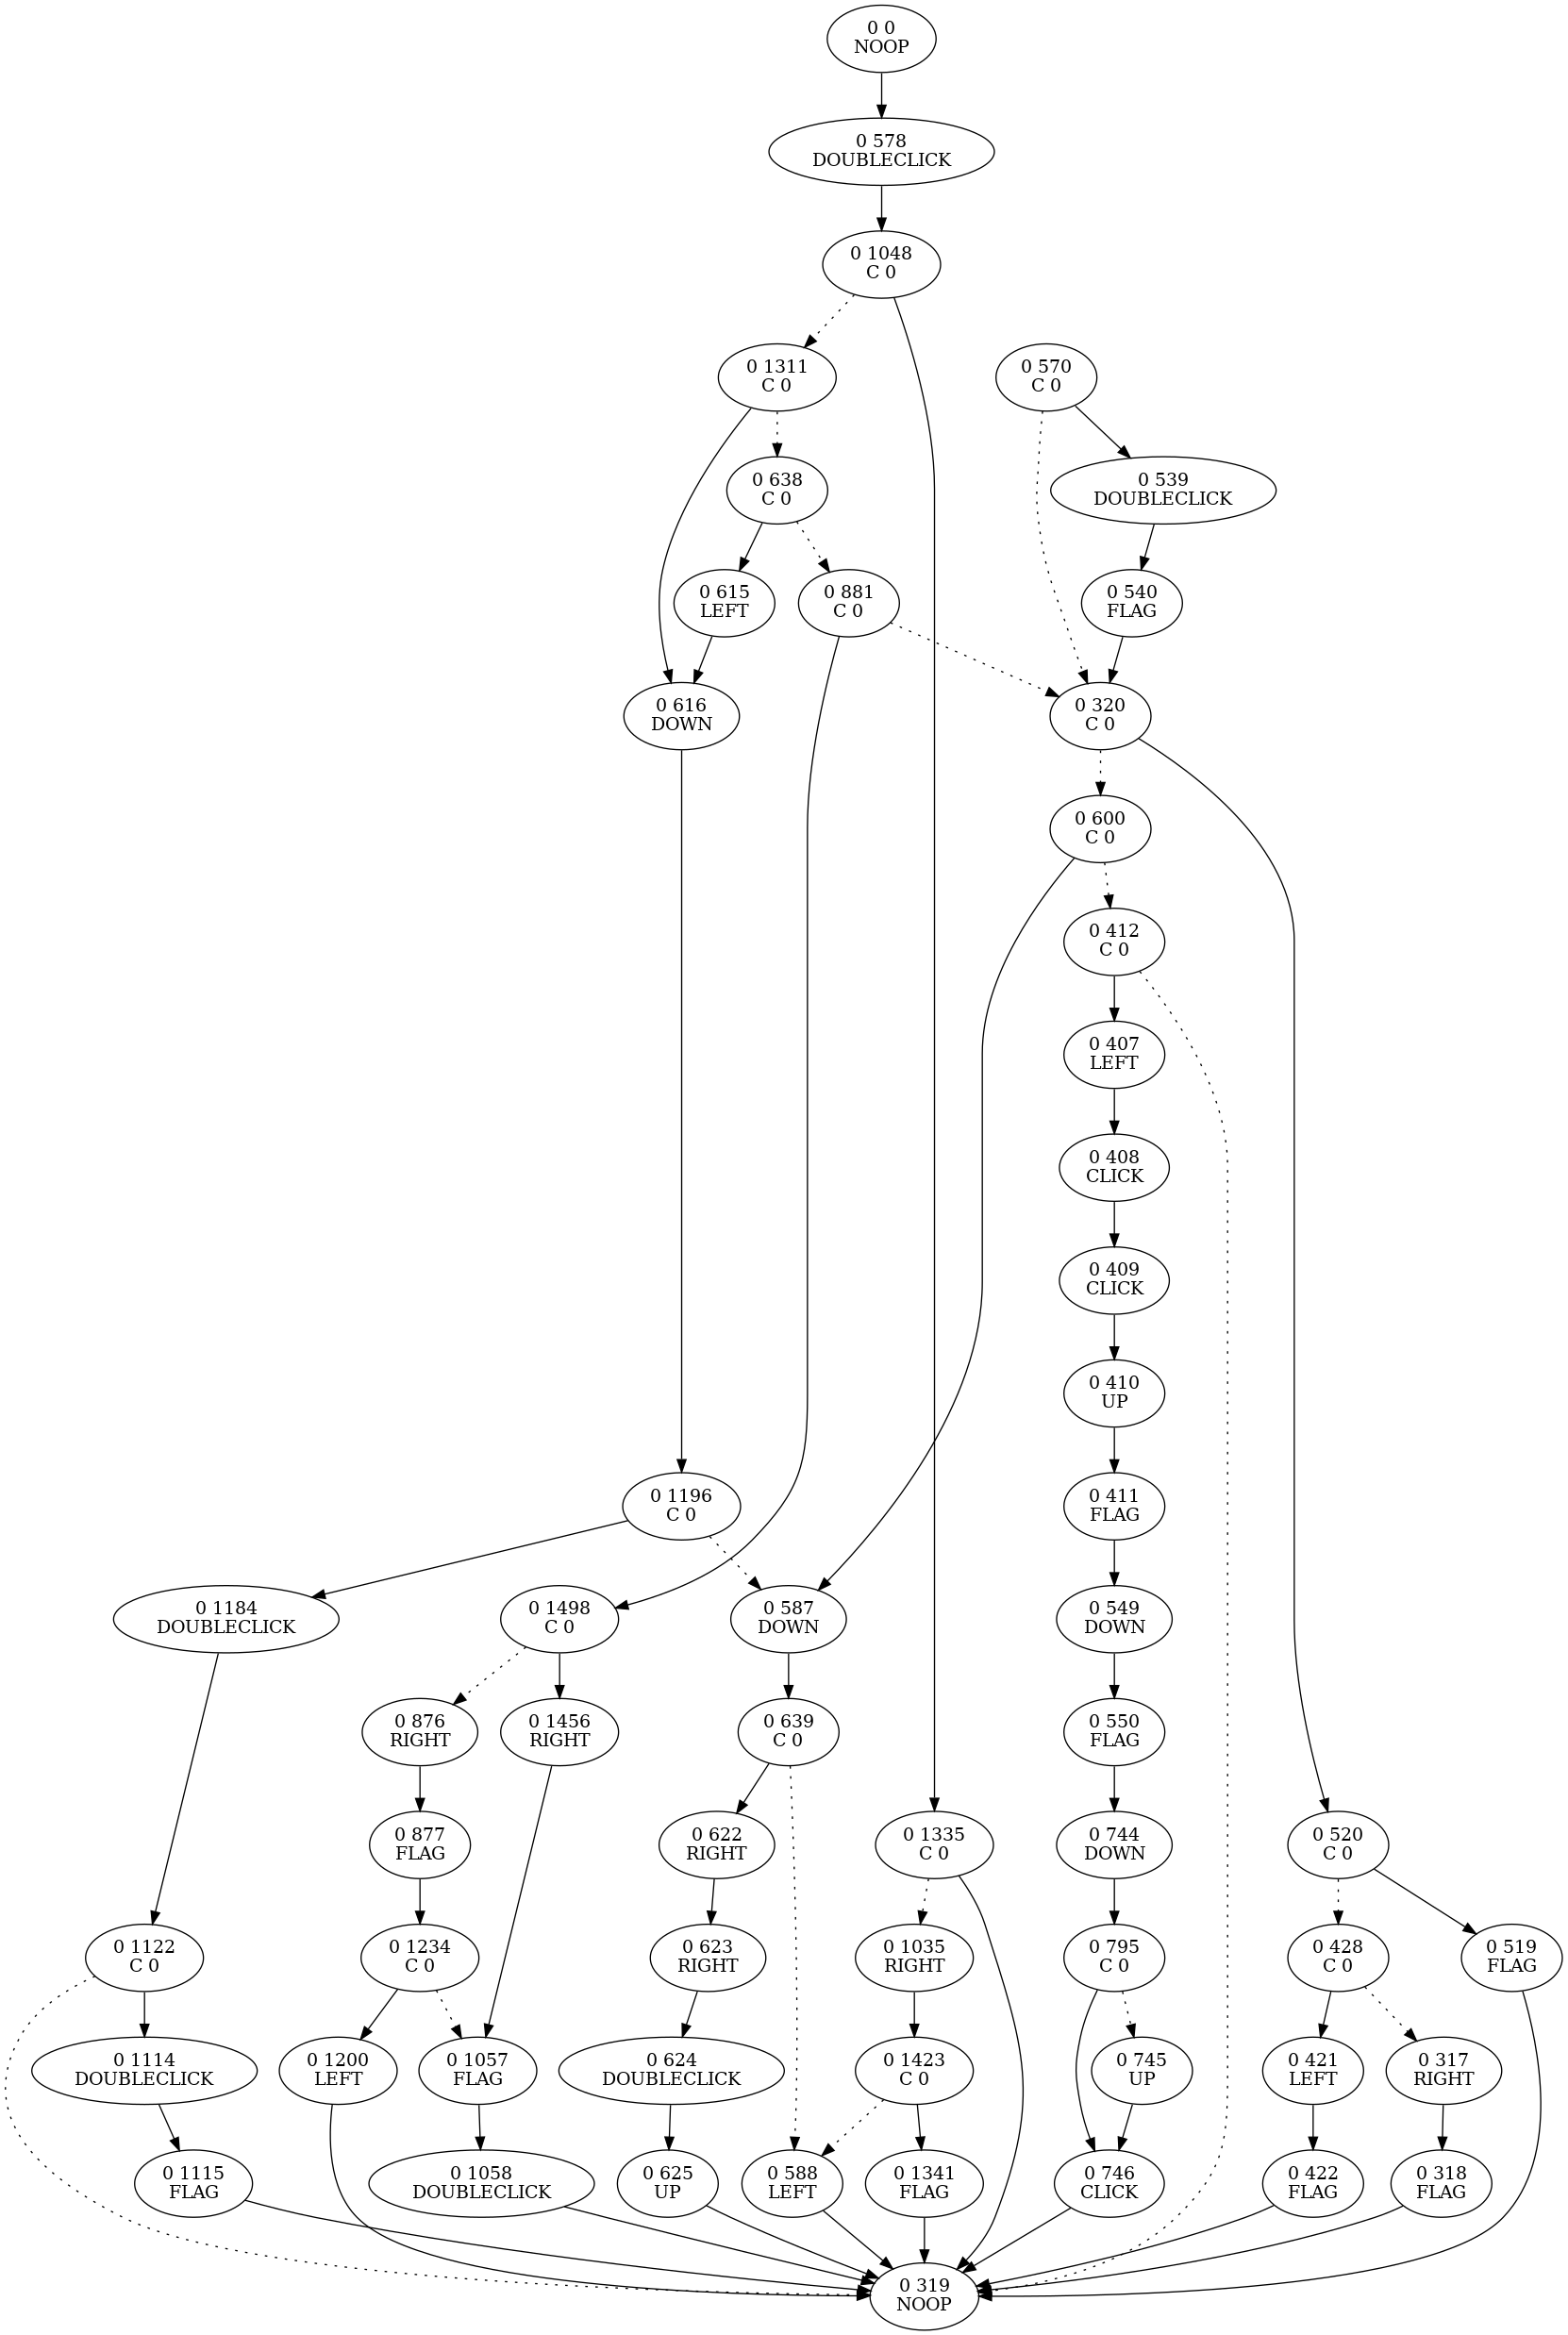 0 0
NOOP
0 578
DOUBLECLICK
0 1048
C 0
0 1311
C 0
0 570
C 0
0 638
C 0
0 539
DOUBLECLICK
0 615
LEFT
0 881
C 0
0 540
FLAG
0 616
DOWN
0 320
C 0
0 600
C 0
0 412
C 0
0 407
LEFT
0 408
CLICK
0 409
CLICK
0 410
UP
0 1196
C 0
0 411
FLAG
0 1184
DOUBLECLICK
0 1498
C 0
0 587
DOWN
0 549
DOWN
0 876
RIGHT
0 1456
RIGHT
0 639
C 0
0 550
FLAG
0 877
FLAG
0 622
RIGHT
0 1335
C 0
0 744
DOWN
0 520
C 0
0 1122
C 0
0 1234
C 0
0 623
RIGHT
0 1035
RIGHT
0 795
C 0
0 428
C 0
0 519
FLAG
0 1114
DOUBLECLICK
0 1200
LEFT
0 1057
FLAG
0 624
DOUBLECLICK
0 1423
C 0
0 745
UP
0 421
LEFT
0 317
RIGHT
0 1115
FLAG
0 1058
DOUBLECLICK
0 625
UP
0 588
LEFT
0 1341
FLAG
0 746
CLICK
0 422
FLAG
0 318
FLAG
0 319
NOOP